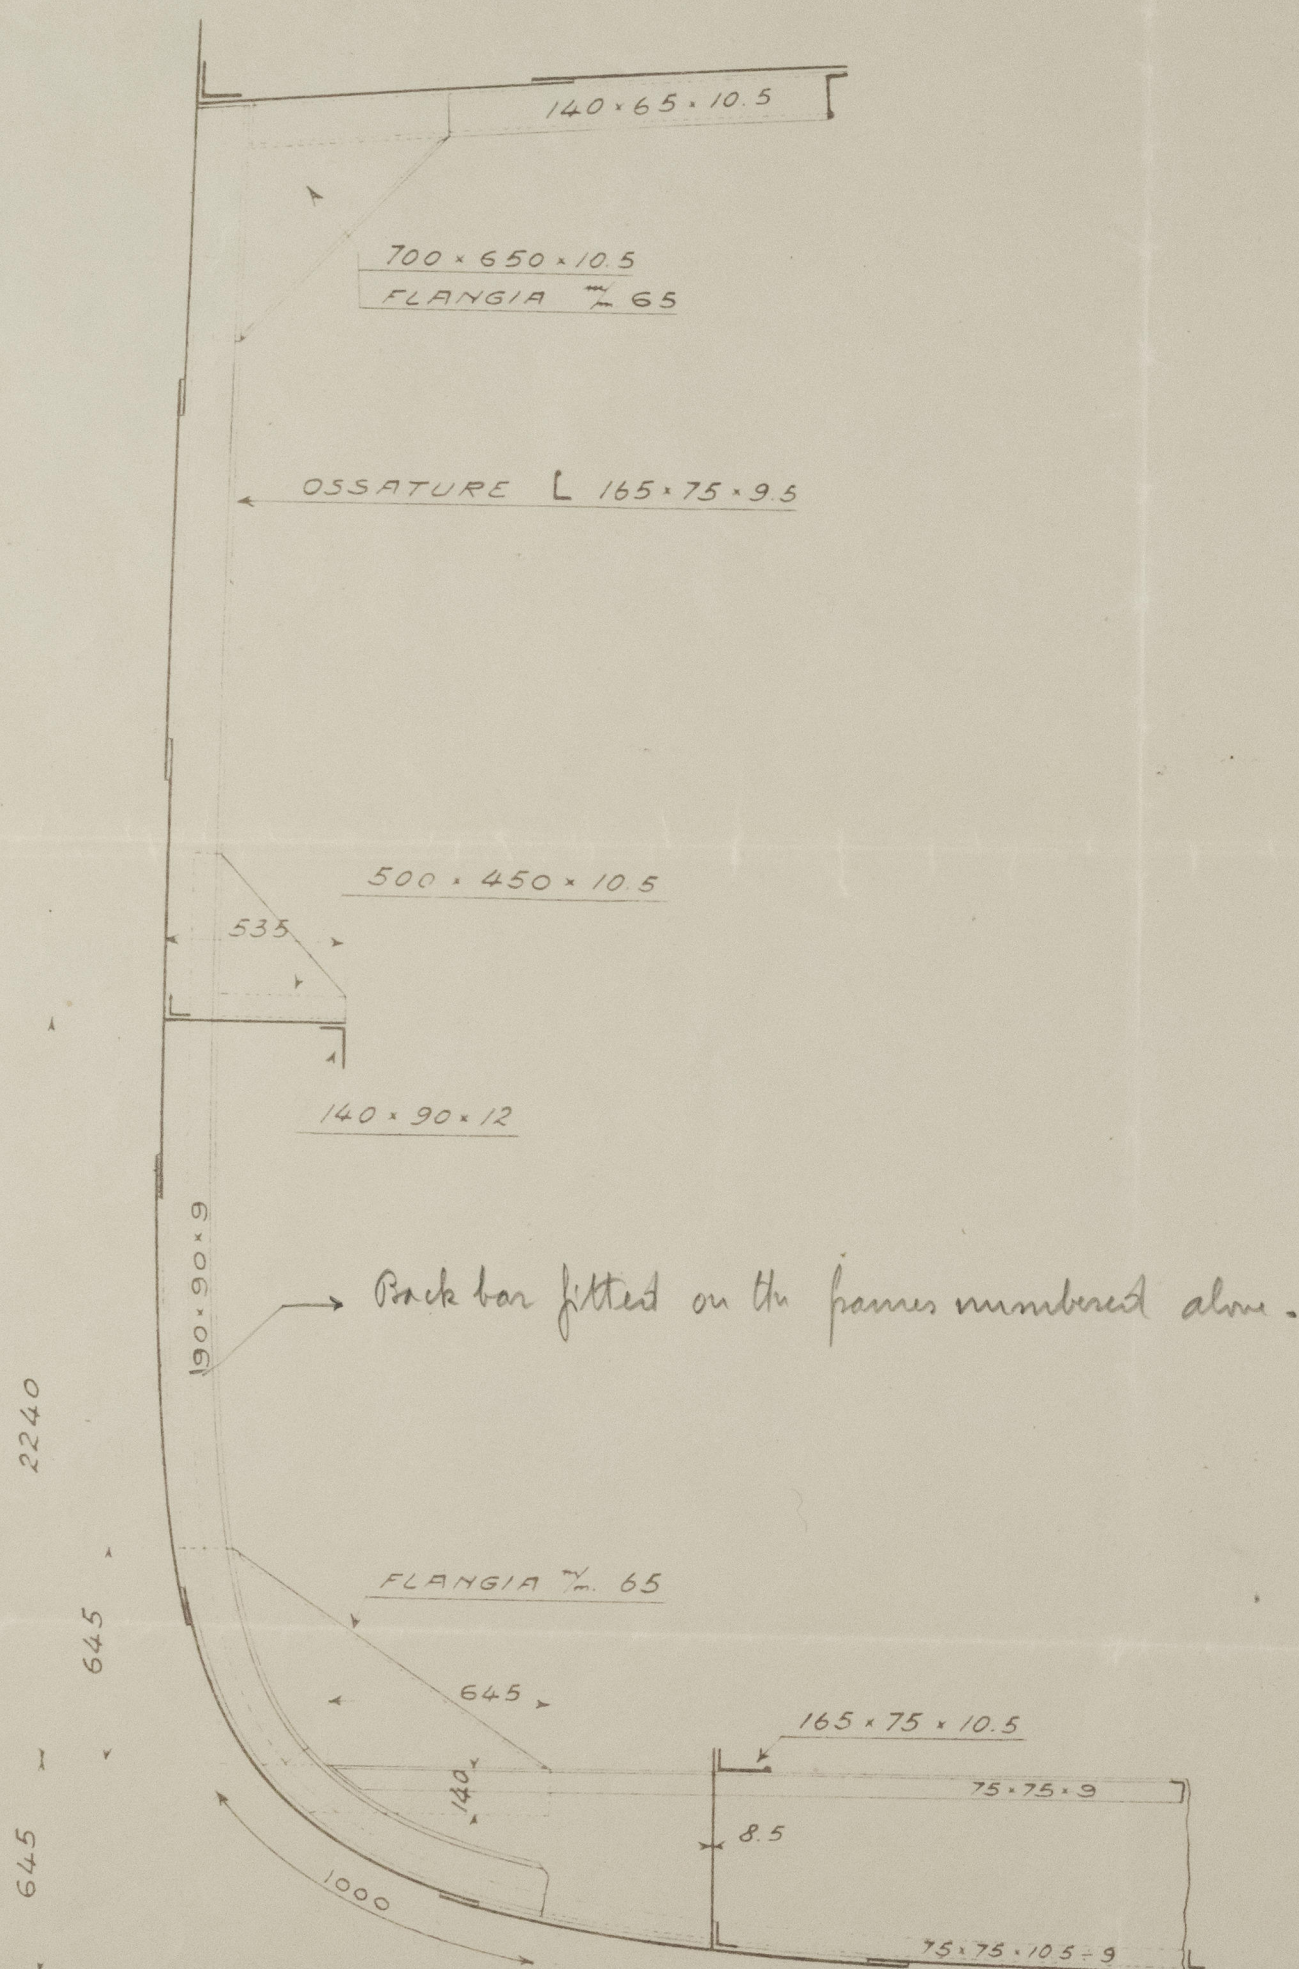 140 × 65 × 10.5
700 × 650 × 10.5
FLANGIA m/m 65
OSSATURE L 165 × 75 × 9.5
500 × 450 × 10.5
535
140 × 90 × 12
90 × 90 × 9
Back bar fitted on the frames numbered above.
2240
FLANGIA m/m. 65
645
645
165 × 75 × 10.5
140
75 × 75 × 9
8.5
645
1000
75 × 75 × 10.5 ÷ 9